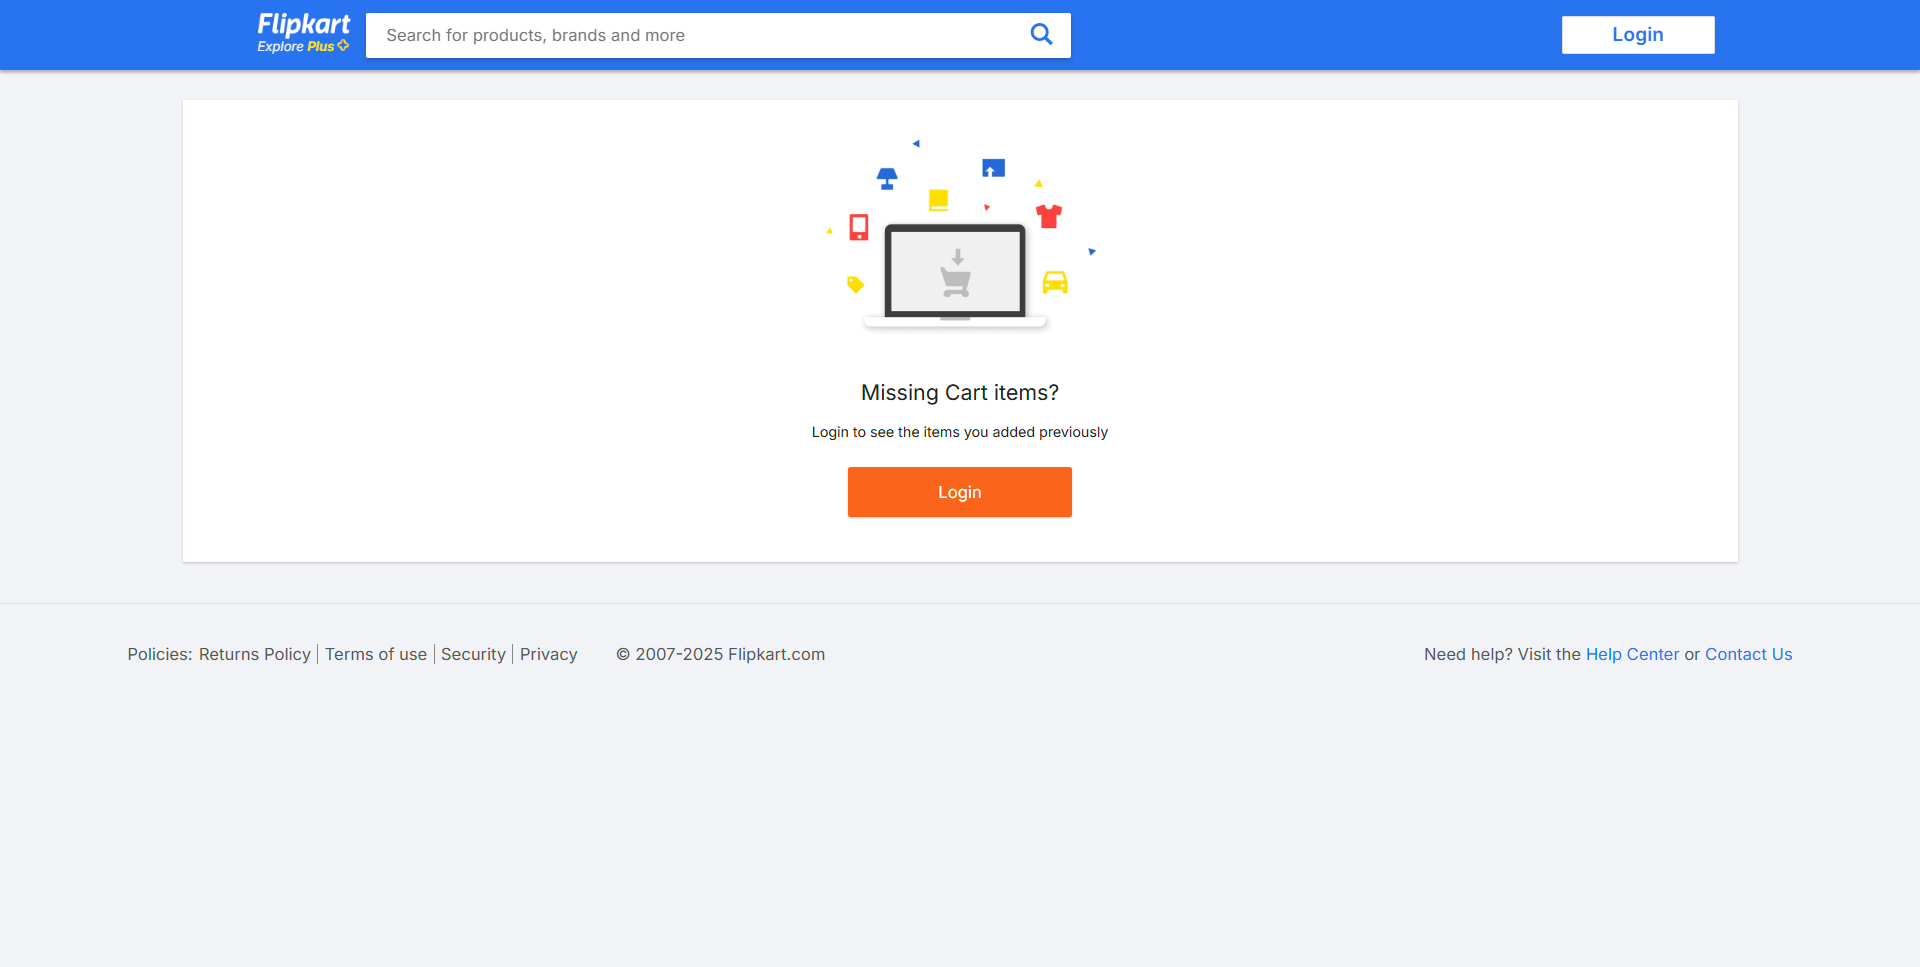 Flipkart
Explore Plus
Search for products, brands and more
Login
Missing Cart items?
Login to see the items you added previously
Login
Policies: Returns Policy | Terms of use | Security | Privacy © 2007-2025 Flipkart.com
Need help? Visit the Help Center or Contact Us